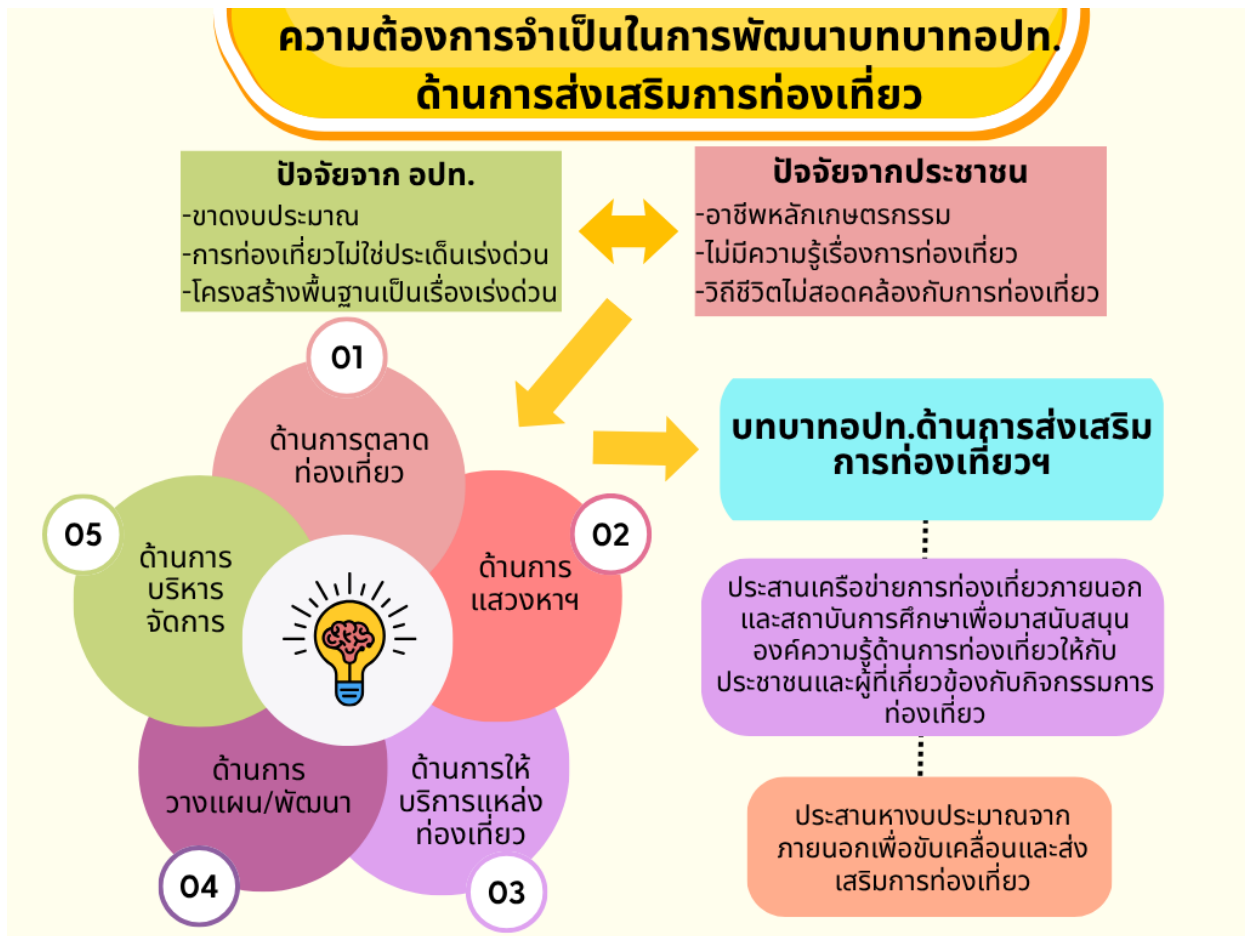 ความต้องการจำเป็นในการพัฒนาบทบาทอปท.
ด้านการส่งเสริมการท่องเที่ยว
ปัจจัยจาก อปท.
-ขาดงบประมาณ
-การท่องเที่ยวไม่ใช่ประเด็นเร่งด่วน
-โครงสร้างพื้นฐานเป็นเรื่องเร่งด่วน
ปัจจัยจากประชาชน
-อาชีพหลักเกษตรกรรม
-ไม่มีความรู้เรื่องการท่องเที่ยว
-วิถีชีวิตไม่สอดคล้องกับการท่องเที่ยว
01
ด้านการตลาด
ท่องเที่ยว
02
ด้านการ
แสวงหาฯ
03
ด้านการให้
บริการแหล่ง
ท่องเที่ยว
04
ด้านการ
วางแผน/พัฒนา
05
ด้านการ
บริหาร
จัดการ
บทบาทอปท.ด้านการส่งเสริม
การท่องเที่ยวฯ
ประสานเครือข่ายการท่องเที่ยวภายนอก
และสถาบันการศึกษาเพื่อมาสนับสนุน
องค์ความรู้ด้านการท่องเที่ยวให้กับ
ประชาชนและผู้ที่เกี่ยวข้องกับกิจกรรมการ
ท่องเที่ยว
ประสานหางบประมาณจาก
ภายนอกเพื่อขับเคลื่อนและส่ง
เสริมการท่องเที่ยว